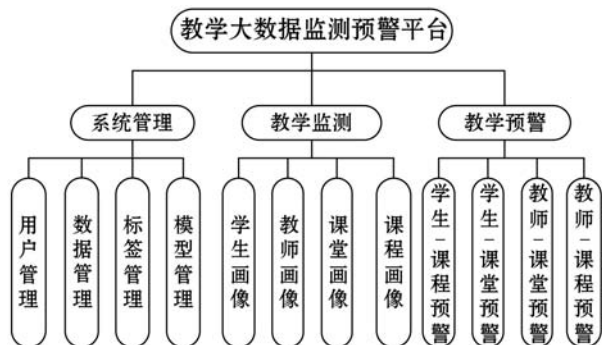 教学大数据监测预警平台
系统管理
教学监测
教学预警
用户管理
数据管理
标签管理
模型管理
学生画像
教师画像
课堂画像
课程画像
学生-课程预警
学生-课堂预警
教师-课堂预警
教师-课程预警